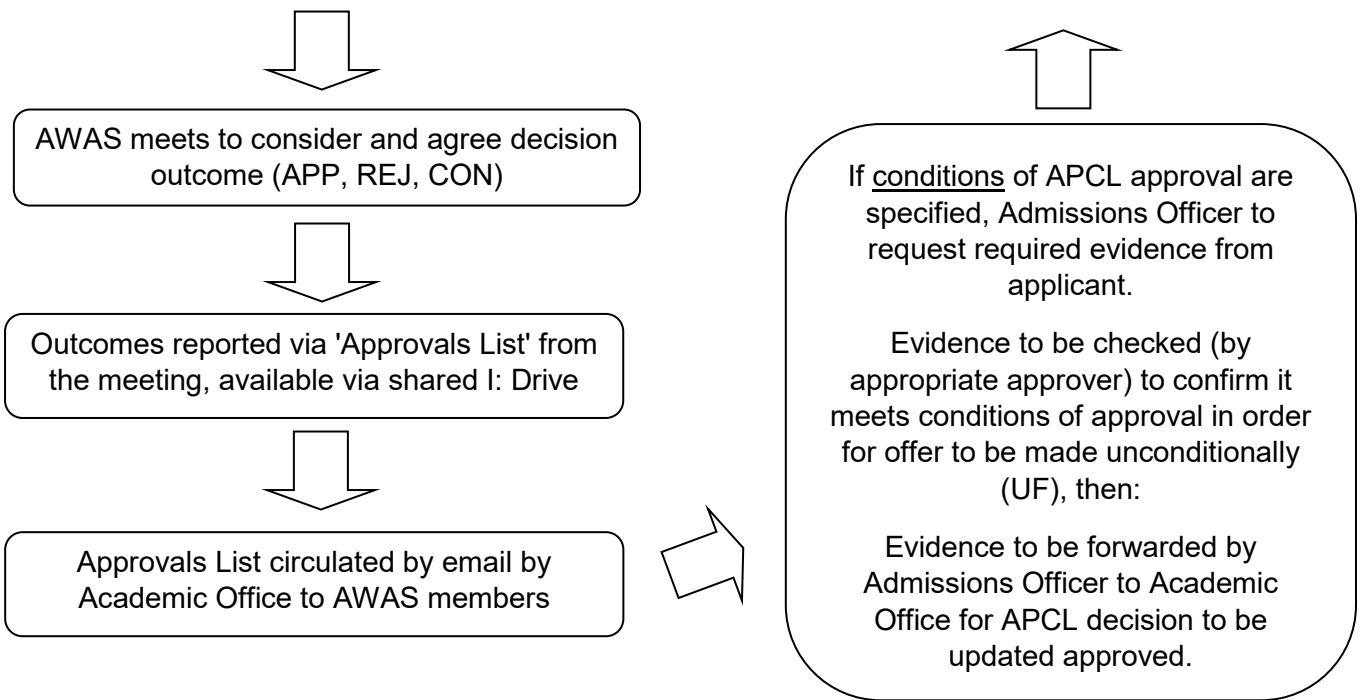 AWAS meets to consider and agree decision
outcome (APP, REJ, CON)
Outcomes reported via 'Approvals List' from
the meeting, available via shared I: Drive
Approvals List circulated by email by
Academic Office to AWAS members
If conditions of APCL approval are
specified, Admissions Officer to
request required evidence from
applicant.
Evidence to be checked (by
appropriate approver) to confirm it
meets conditions of approval in order
for offer to be made unconditionally
(UF), then:
Evidence to be forwarded by
Admissions Officer to Academic
Office for APCL decision to be
updated approved.